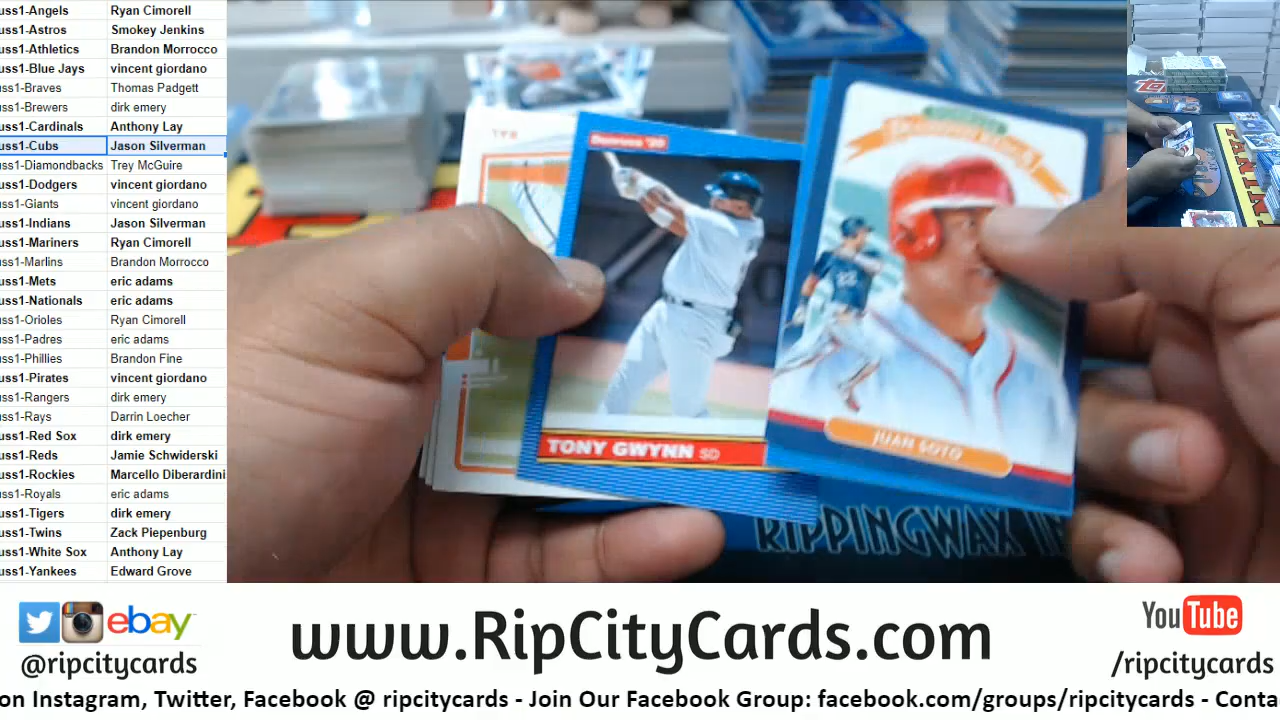 uss1-Angels Ryan Cimorell
uss1-Astros Smokey Jenkins
uss1-Athletics Brandon Morrocco
uss1-Blue Jays vincent giordano
uss1-Braves Thomas Padgett
uss1-Brewers dirk emery
uss1-Cardinals Anthony Lay
uss1-Cubs Jason Silverman
uss1-Diamondbacks Trey McGuire
uss1-Dodgers vincent giordano
uss1-Giants vincent giordano
uss1-Indians Jason Silverman
uss1-Mariners Ryan Cimorell
uss1-Marlins Brandon Morrocco
uss1-Mets eric adams
uss1-Nationals eric adams
uss1-Orioles Ryan Cimorell
uss1-Padres eric adams
uss1-Phillies Brandon Fine
uss1-Pirates vincent giordano
uss1-Rangers dirk emery
uss1-Rays Darrin Loecher
uss1-Red Sox dirk emery
uss1-Reds Jamie Schwiderski
uss1-Rockies Marcello Diberardini
uss1-Royals eric adams
uss1-Tigers dirk emery
uss1-Twins Zack Piepenburg
uss1-White Sox Anthony Lay
uss1-Yankees Edward Grove
Donruss '20
TONY GWYNN SD
JUAN SOTO
RIPPINGWAX
ebay
@ripcitycards
www.RipCityCards.com
YouTube
/ripcitycards
on Instagram, Twitter, Facebook @ ripcitycards - Join Our Facebook Group: facebook.com/groups/ripcitycards - Conta